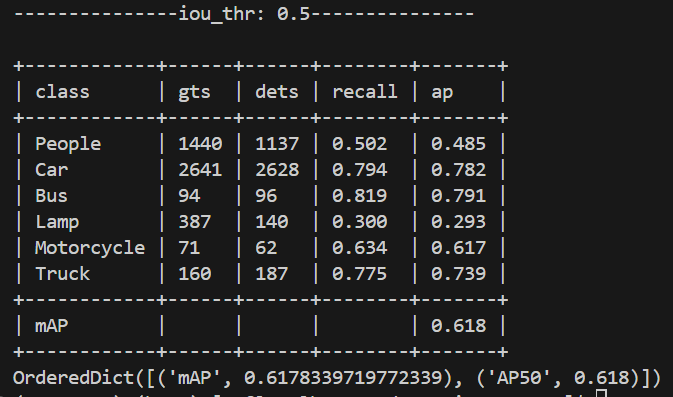 ---------------iou_thr: 0.5---------------
+------------+------+------+--------+-------+
| class      | gts  | dets | recall | ap    |
+------------+------+------+--------+-------+
| People     | 1440 | 1137 | 0.502  | 0.485 |
| Car        | 2641 | 2628 | 0.794  | 0.782 |
| Bus        | 94   | 96   | 0.819  | 0.791 |
| Lamp       | 387  | 140  | 0.300  | 0.293 |
| Motorcycle | 71   | 62   | 0.634  | 0.617 |
| Truck      | 160  | 187  | 0.775  | 0.739 |
+------------+------+------+--------+-------+
| mAP        |      |      |        | 0.618 |
+------------+------+------+--------+-------+
OrderedDict([('mAP', 0.6178339719772339), ('AP50', 0.618)])